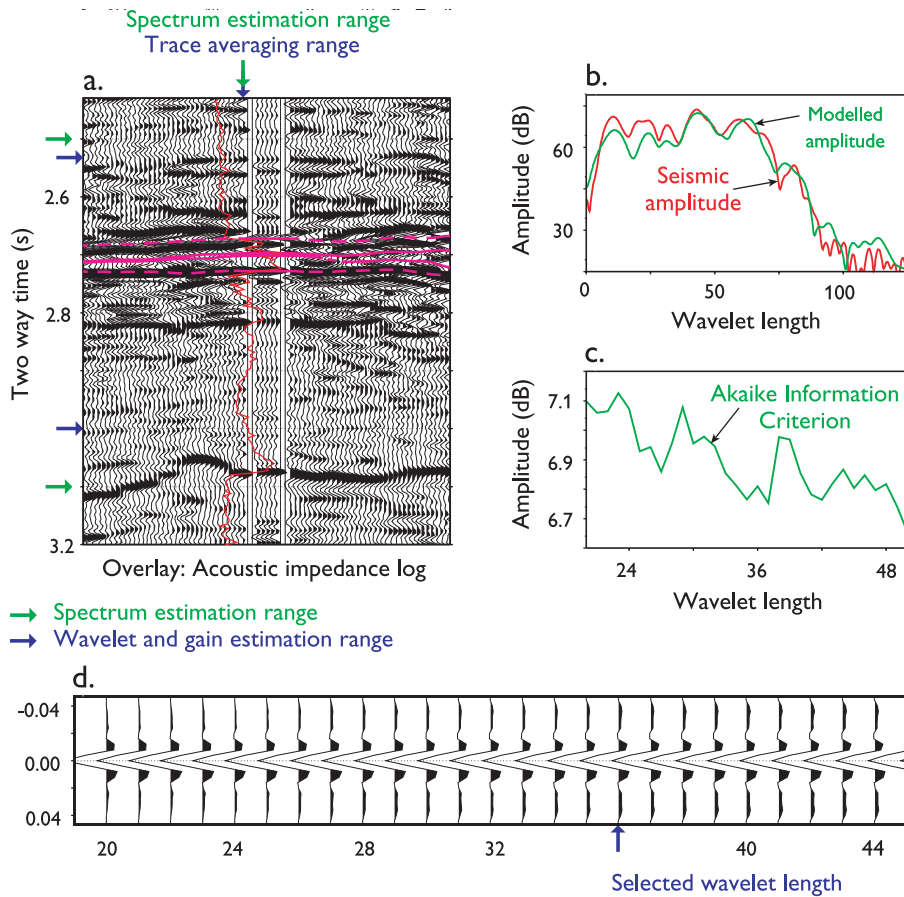 Spectrum estimation range
Trace averaging range
a.
Two way time (s)
2.6
2.8
3.2
Overlay: Acoustic impedance log
Spectrum estimation range
Wavelet and gain estimation range
b.
Amplitude (dB)
60
30
Modelled
amplitude
Seismic
amplitude
0
50
100
Wavelet length
c.
Amplitude (dB)
7.1
6.9
6.7
Akaike Information
Criterion
24
36
48
Wavelet length
d.
-0.04
0.00
0.04
20
24
28
32
40
44
Selected wavelet length